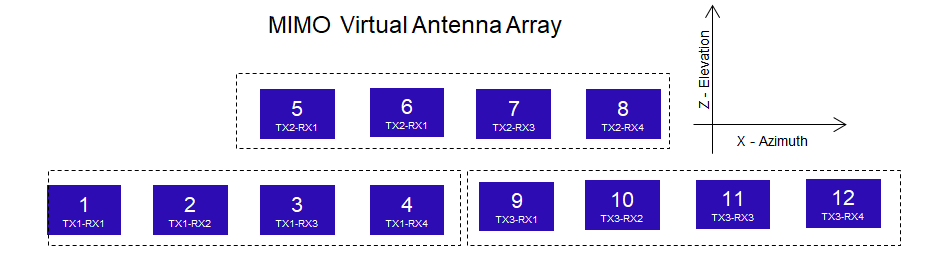 MIMO Virtual Antenna Array
Z - Elevation
X - Azimuth
5
TX2-RX1
6
TX2-RX1
7
TX2-RX3
8
TX2-RX4
1
TX1-RX1
2
TX1-RX2
3
TX1-RX3
4
TX1-RX4
9
TX3-RX1
10
TX3-RX2
11
TX3-RX3
12
TX3-RX4